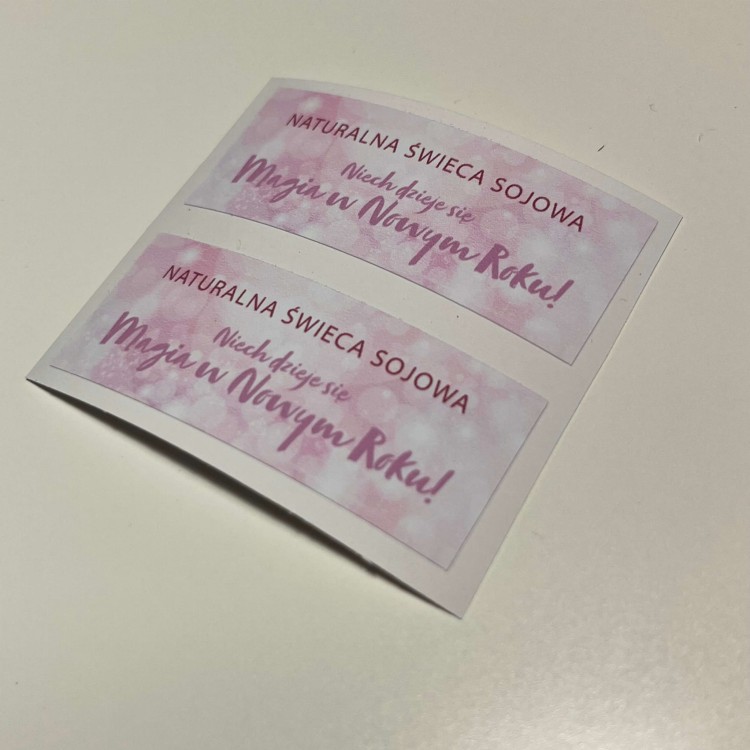 NATURALNA ŚWIECA SOJOWA
Niech dzieje się
Magia w Nowym Roku!
NATURALNA ŚWIECA SOJOWA
Niech dzieje się
Magia w Nowym Roku!